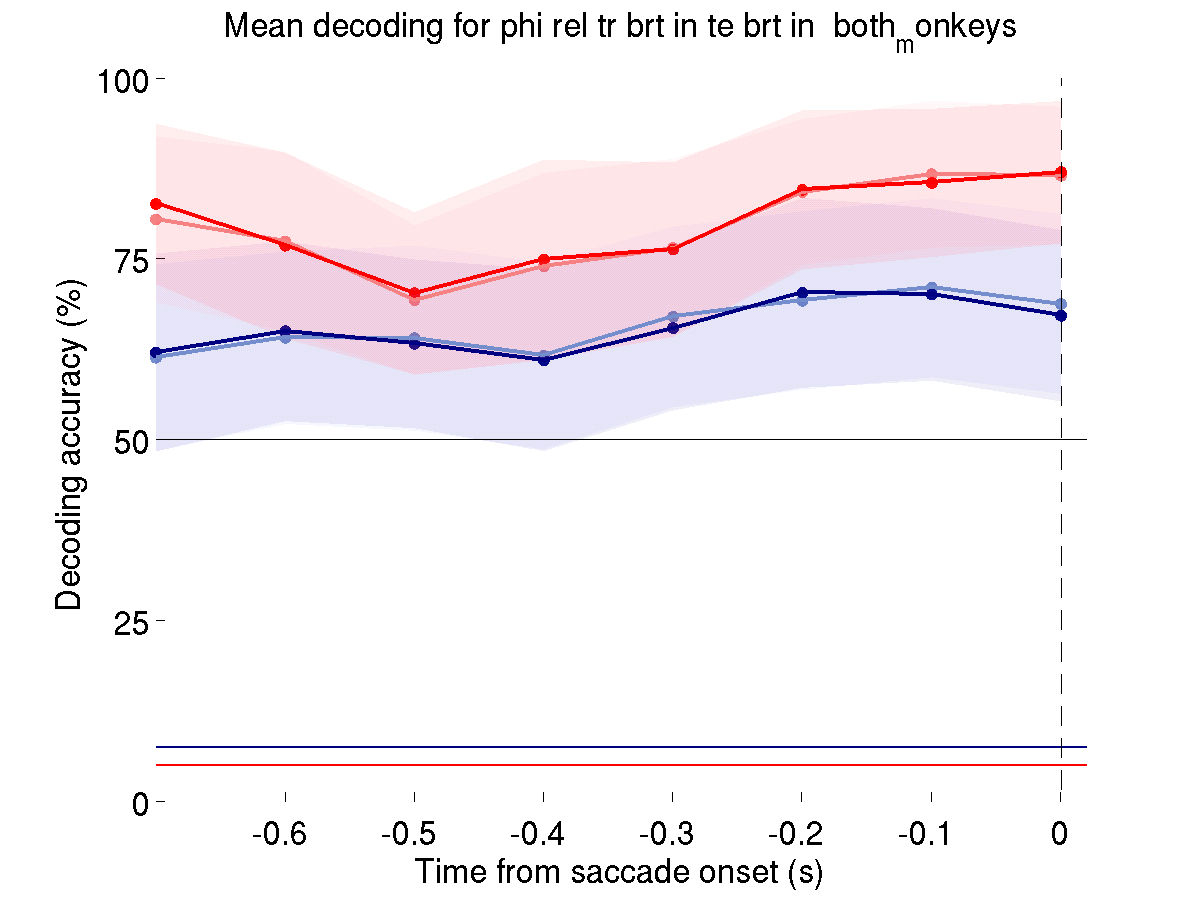 Mean decoding for phi rel tr brt in te brt in both_monkeys
100
75
50
25
0
Decoding accuracy (%)
-0.6 -0.5 -0.4 -0.3 -0.2 -0.1 0
Time from saccade onset (s)